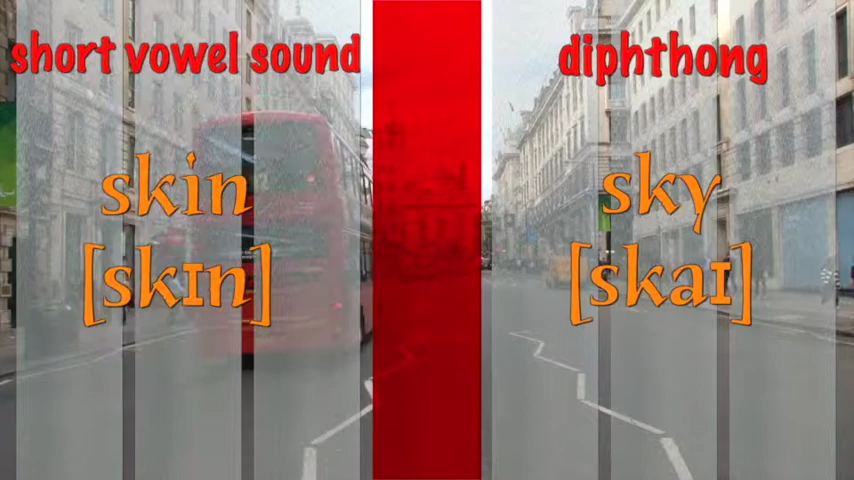 short vowel sound
diphthong
skin
sky
[skɪn]
[skaɪ]